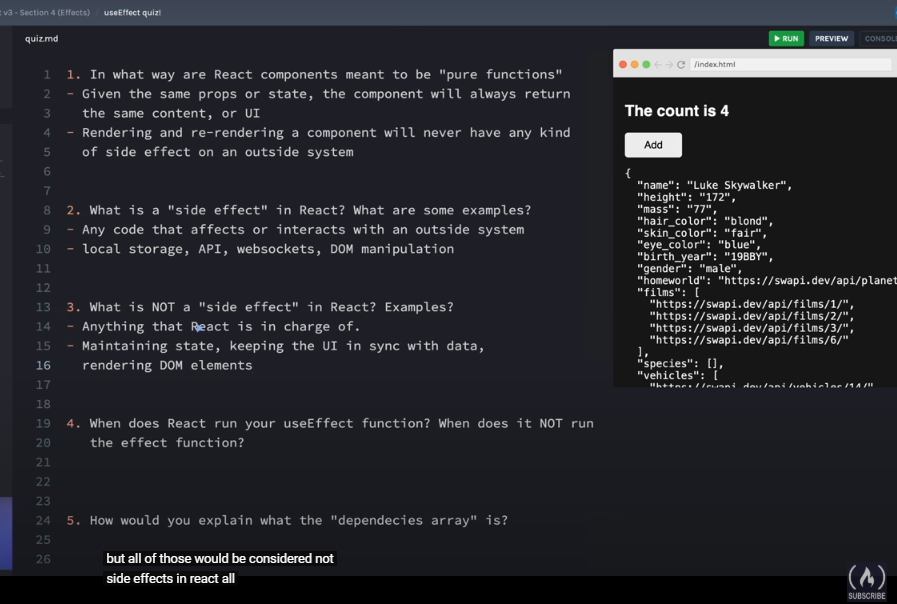 t v3 - Section 4 (Effects) useEffect quiz!
quiz.md
RUN PREVIEW CONSOL
/index.html
1 1. In what way are React components meant to be "pure functions"
2 - Given the same props or state, the component will always return
3 the same content, or UI
4 - Rendering and re-rendering a component will never have any kind
5 of side effect on an outside system
6
7
8 2. What is a "side effect" in React? What are some examples?
9 - Any code that affects or interacts with an outside system
10 - local storage, API, websockets, DOM manipulation
11
12
13 3. What is NOT a "side effect" in React? Examples?
14 - Anything that React is in charge of.
15 - Maintaining state, keeping the UI in sync with data,
16 rendering DOM elements
17
18
19 4. When does React run your useEffect function? When does it NOT run
20 the effect function?
21
22
23
24 5. How would you explain what the "dependecies array" is?
25
26
The count is 4
Add
{
"name": "Luke Skywalker",
"height": "172",
"mass": "77",
"hair_color": "blond",
"skin_color": "fair",
"eye_color": "blue",
"birth_year": "19BBY",
"gender": "male",
"homeworld": "https://swapi.dev/api/planet
"films": [
"https://swapi.dev/api/films/1/",
"https://swapi.dev/api/films/2/",
"https://swapi.dev/api/films/3/",
"https://swapi.dev/api/films/6/"
],
"species": [],
"vehicles": [
"https://swapi.dev/api/vehicles/14/"
but all of those would be considered not
side effects in react all
SUBSCRIBE